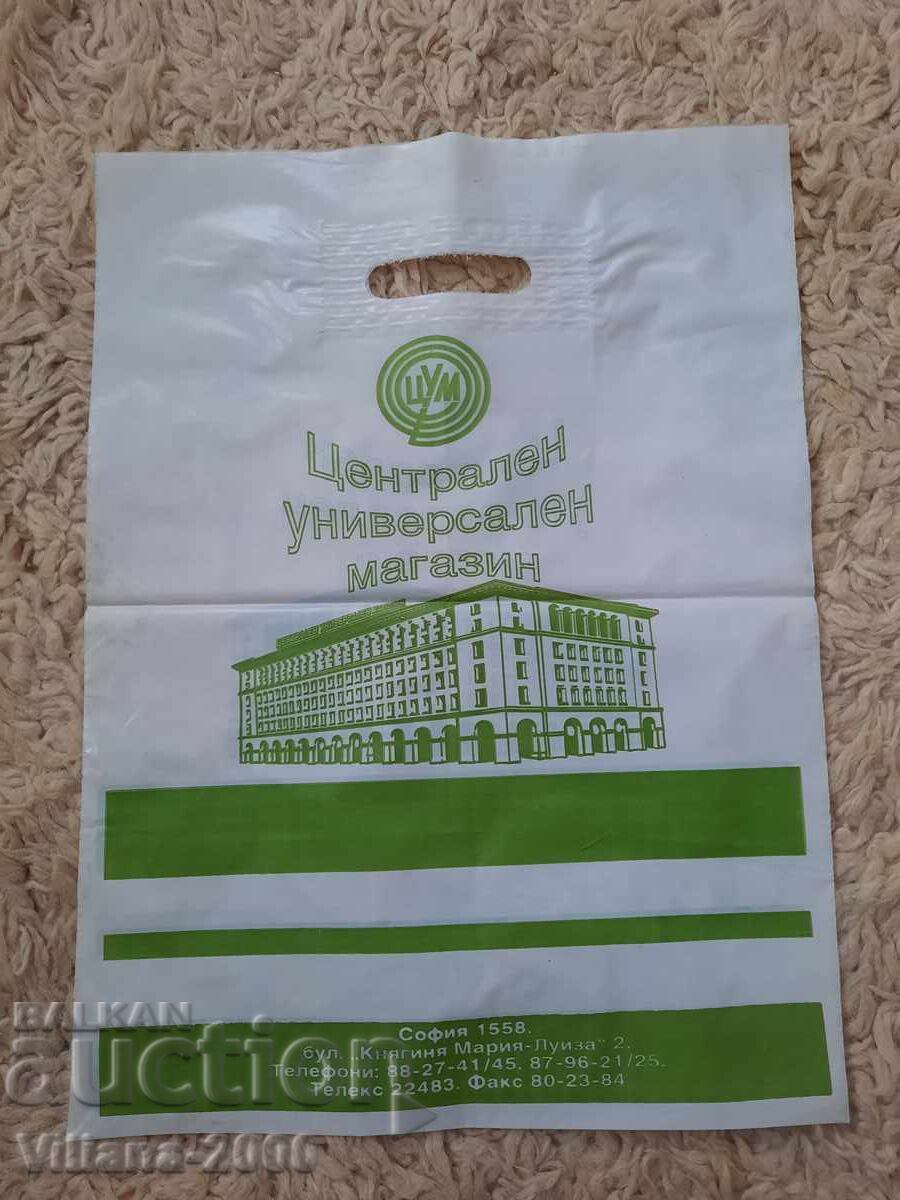 ЦУМ
Централен
универсален
магазин
София 1558.
бул. „Княгиня Мария-Луиза" 2.
Телефони: 88-27-41/45. 87-96-21/25.
Телекс 22483. Факс 80-23-84
BALKAN
auction
Villana-2000